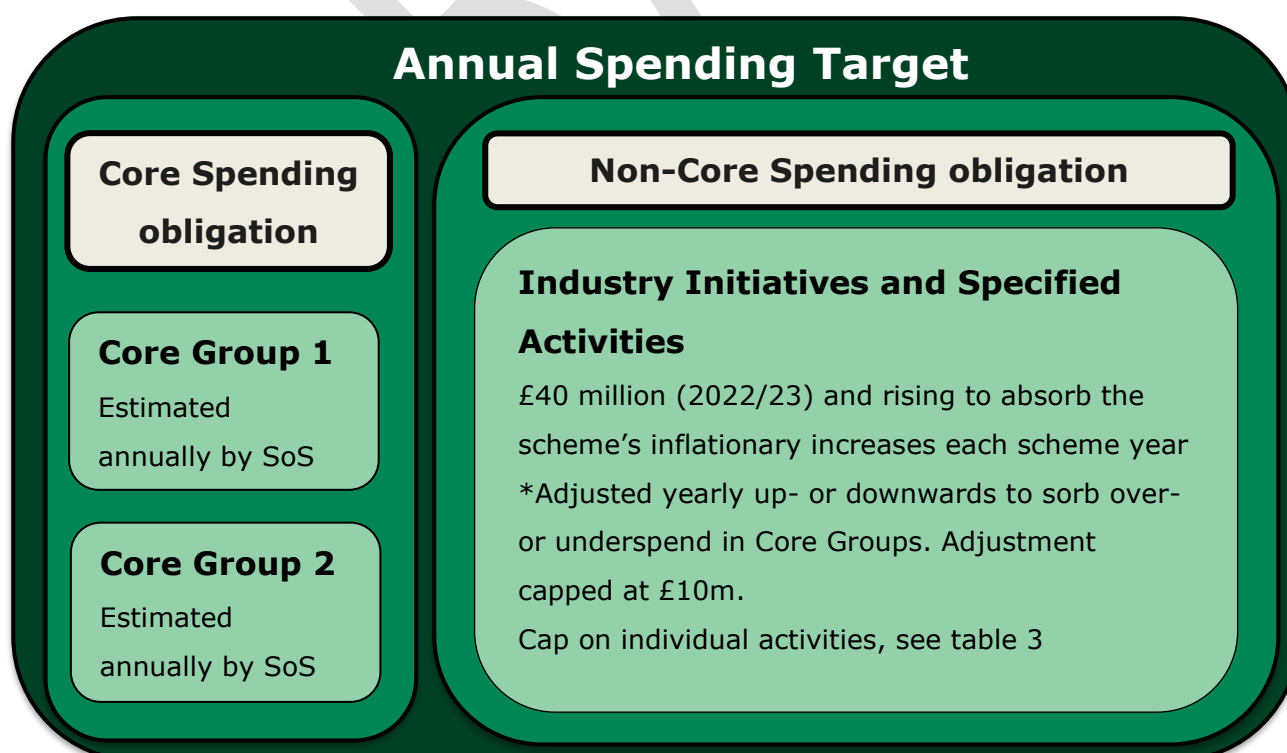 Annual Spending Target
Core Spending
obligation
Core Group 1
Estimated
annually by SoS
Core Group 2
Estimated
annually by SoS
Non-Core Spending obligation
Industry Initiatives and Specified
Activities
£40 million (2022/23) and rising to absorb the
scheme’s inflationary increases each scheme year
*Adjusted yearly up- or downwards to sorb over-
or underspend in Core Groups. Adjustment
capped at £10m.
Cap on individual activities, see table 3